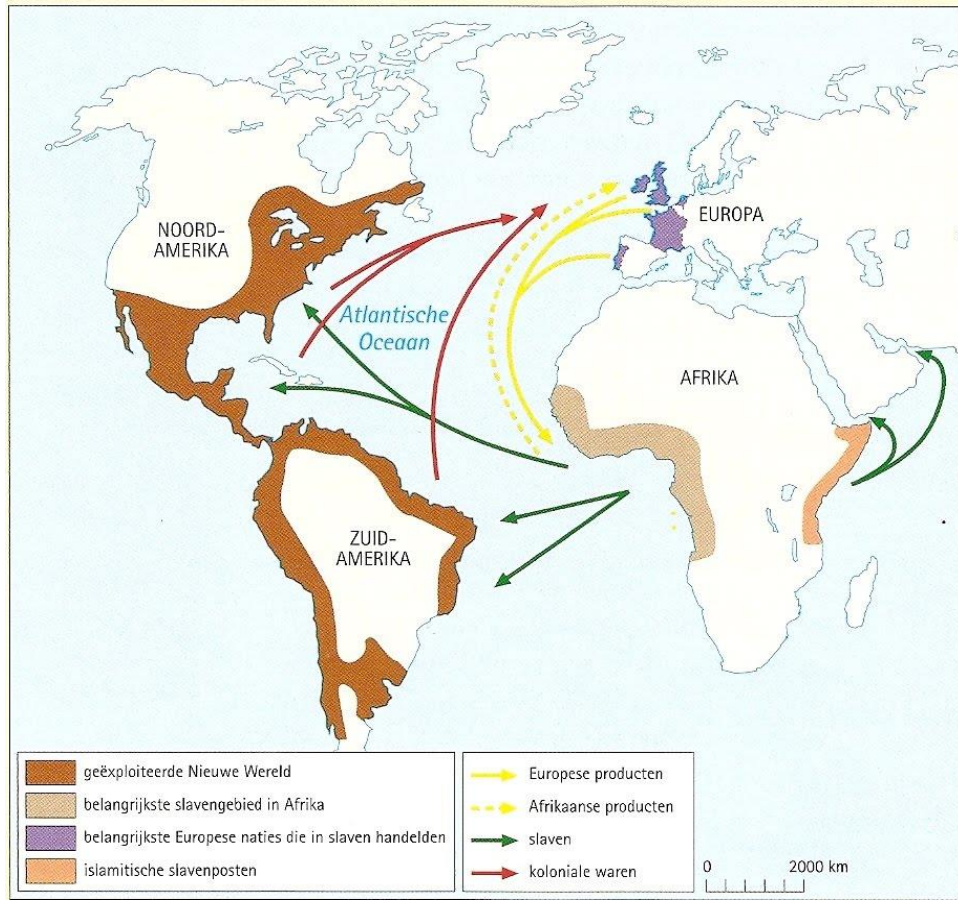 NOORD-
AMERIKA
EUROPA
Atlantische
Oceaan
AFRIKA
ZUID-
AMERIKA
geëxploiteerde Nieuwe Wereld
belangrijkste slavengebied in Afrika
belangrijkste Europese naties die in slaven handelden
islamitische slavenposten
Europese producten
Afrikaanse producten
slaven
koloniale waren
0 2000 km